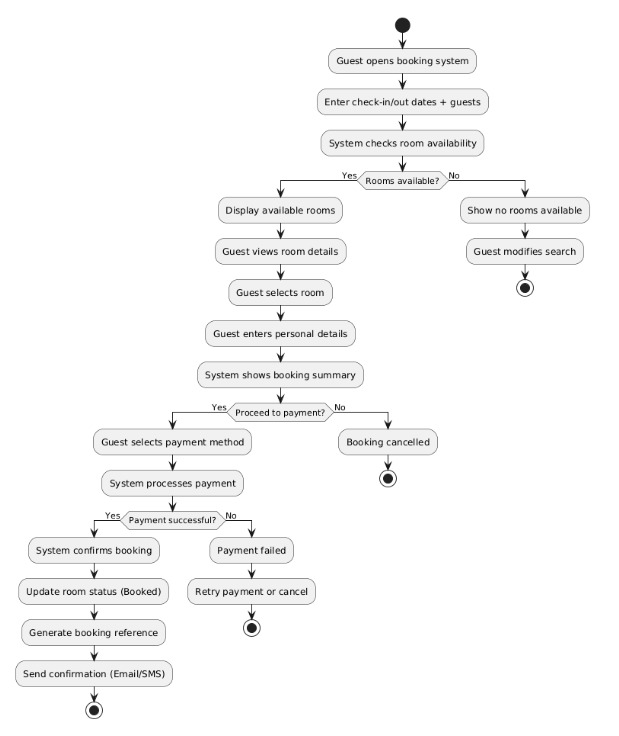 Guest opens booking system
Enter check-in/out dates + guests
System checks room availability
Yes
Rooms available?
No
Display available rooms
Show no rooms available
Guest views room details
Guest modifies search
Guest selects room
Guest enters personal details
System shows booking summary
Yes
Proceed to payment?
No
Guest selects payment method
Booking cancelled
System processes payment
Yes
Payment successful?
No
System confirms booking
Payment failed
Update room status (Booked)
Retry payment or cancel
Generate booking reference
Send confirmation (Email/SMS)